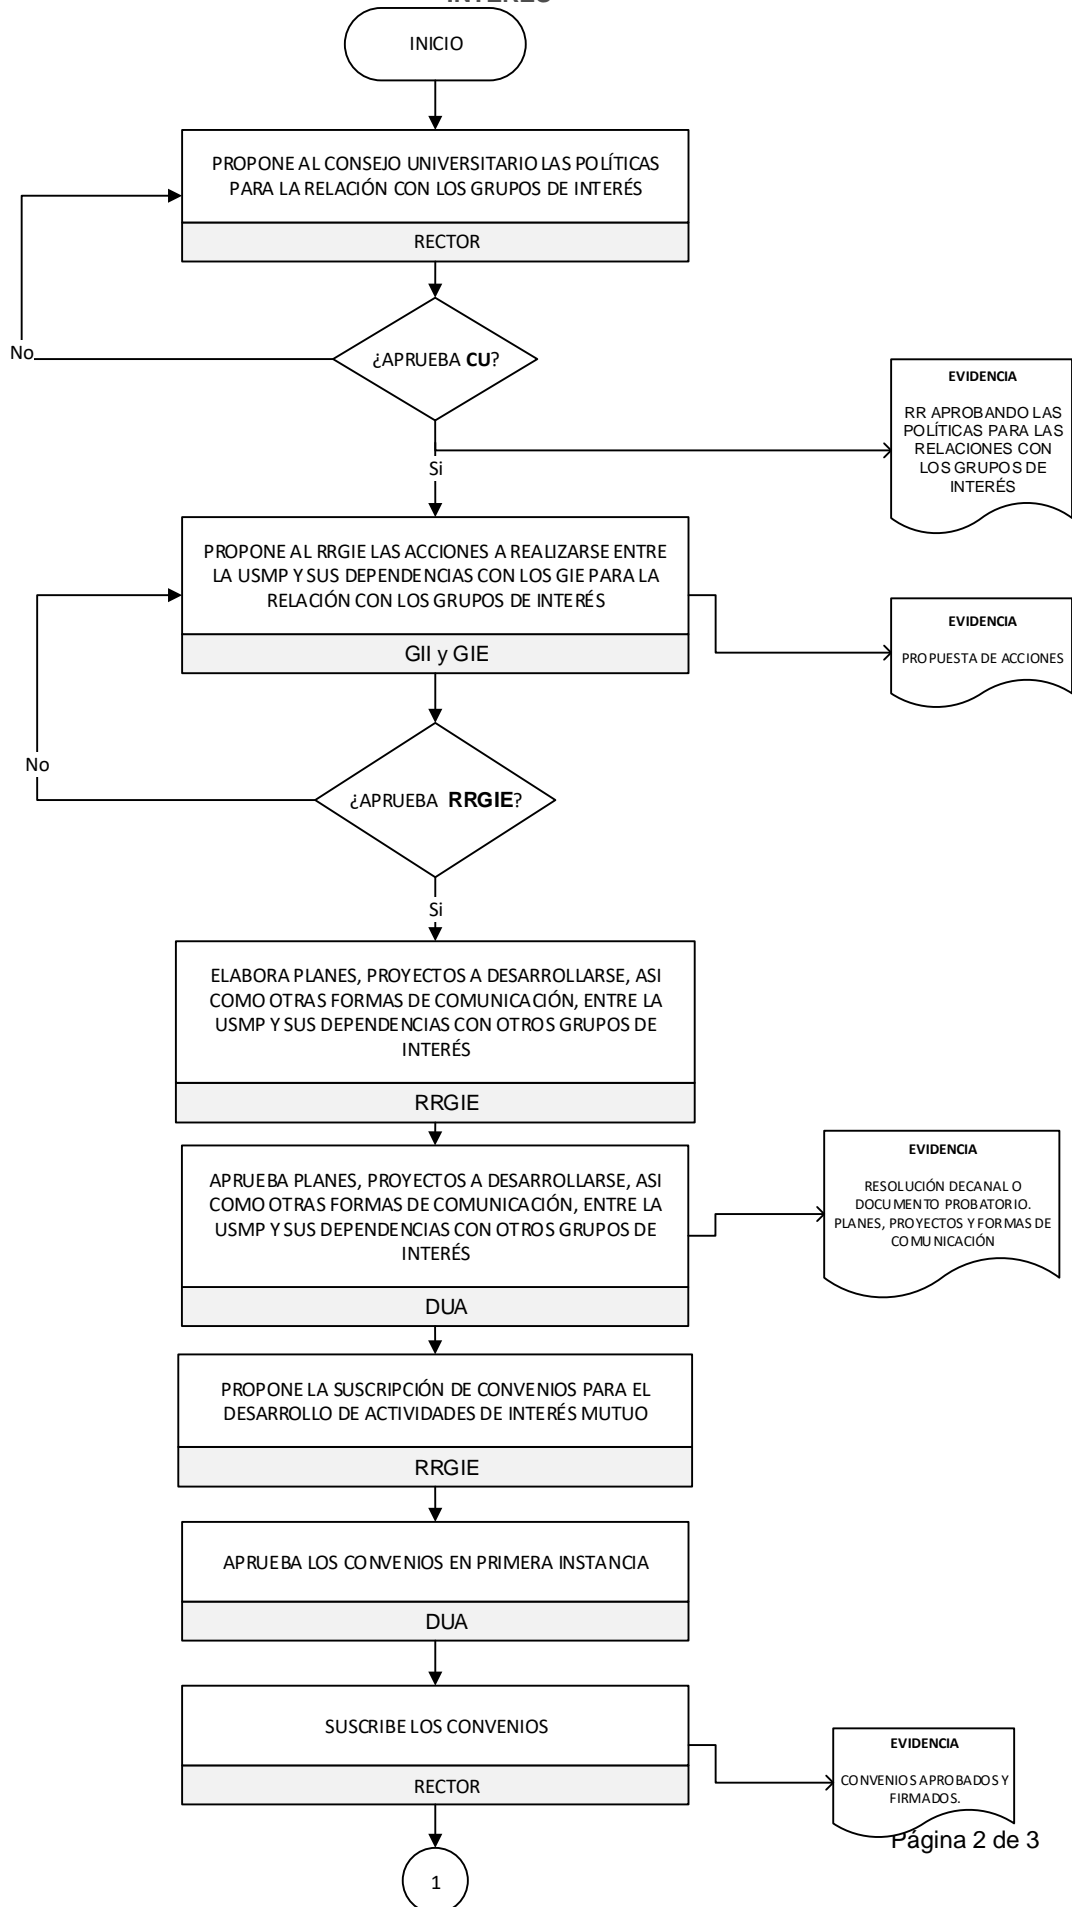 INTERÉS
INICIO
PROPONE AL CONSEJO UNIVERSITARIO LAS POLÍTICAS
PARA LA RELACIÓN CON LOS GRUPOS DE INTERÉS
RECTOR
No
¿APRUEBA CU?
EVIDENCIA
RR APROBANDO LAS
POLÍTICAS PARA LAS
RELACIONES CON
LOS GRUPOS DE
INTERÉS
Si
PROPONE AL RRGIE LAS ACCIONES A REALIZARSE ENTRE
LA USMP Y SUS DEPENDENCIAS CON LOS GIE PARA LA
RELACIÓN CON LOS GRUPOS DE INTERÉS
GII y GIE
EVIDENCIA
PROPUESTA DE ACCIONES
No
¿APRUEBA RRGIE?
Si
ELABORA PLANES, PROYECTOS A DESARROLLARSE, ASI
COMO OTRAS FORMAS DE COMUNICACIÓN, ENTRE LA
USMP Y SUS DEPENDENCIAS CON OTROS GRUPOS DE
INTERÉS
RRGIE
APRUEBA PLANES, PROYECTOS A DESARROLLARSE, ASI
COMO OTRAS FORMAS DE COMUNICACIÓN, ENTRE LA
USMP Y SUS DEPENDENCIAS CON OTROS GRUPOS DE
INTERÉS
DUA
EVIDENCIA
RESOLUCIÓN DECANAL O
DOCUMENTO PROBATORIO.
PLANES, PROYECTOS Y FORMAS DE
COMUNICACIÓN
PROPONE LA SUSCRIPCIÓN DE CONVENIOS PARA EL
DESARROLLO DE ACTIVIDADES DE INTERÉS MUTUO
RRGIE
APRUEBA LOS CONVENIOS EN PRIMERA INSTANCIA
DUA
SUSCRIBE LOS CONVENIOS
RECTOR
EVIDENCIA
CONVENIOS APROBADOS Y
FIRMADOS.
Página 2 de 3
1